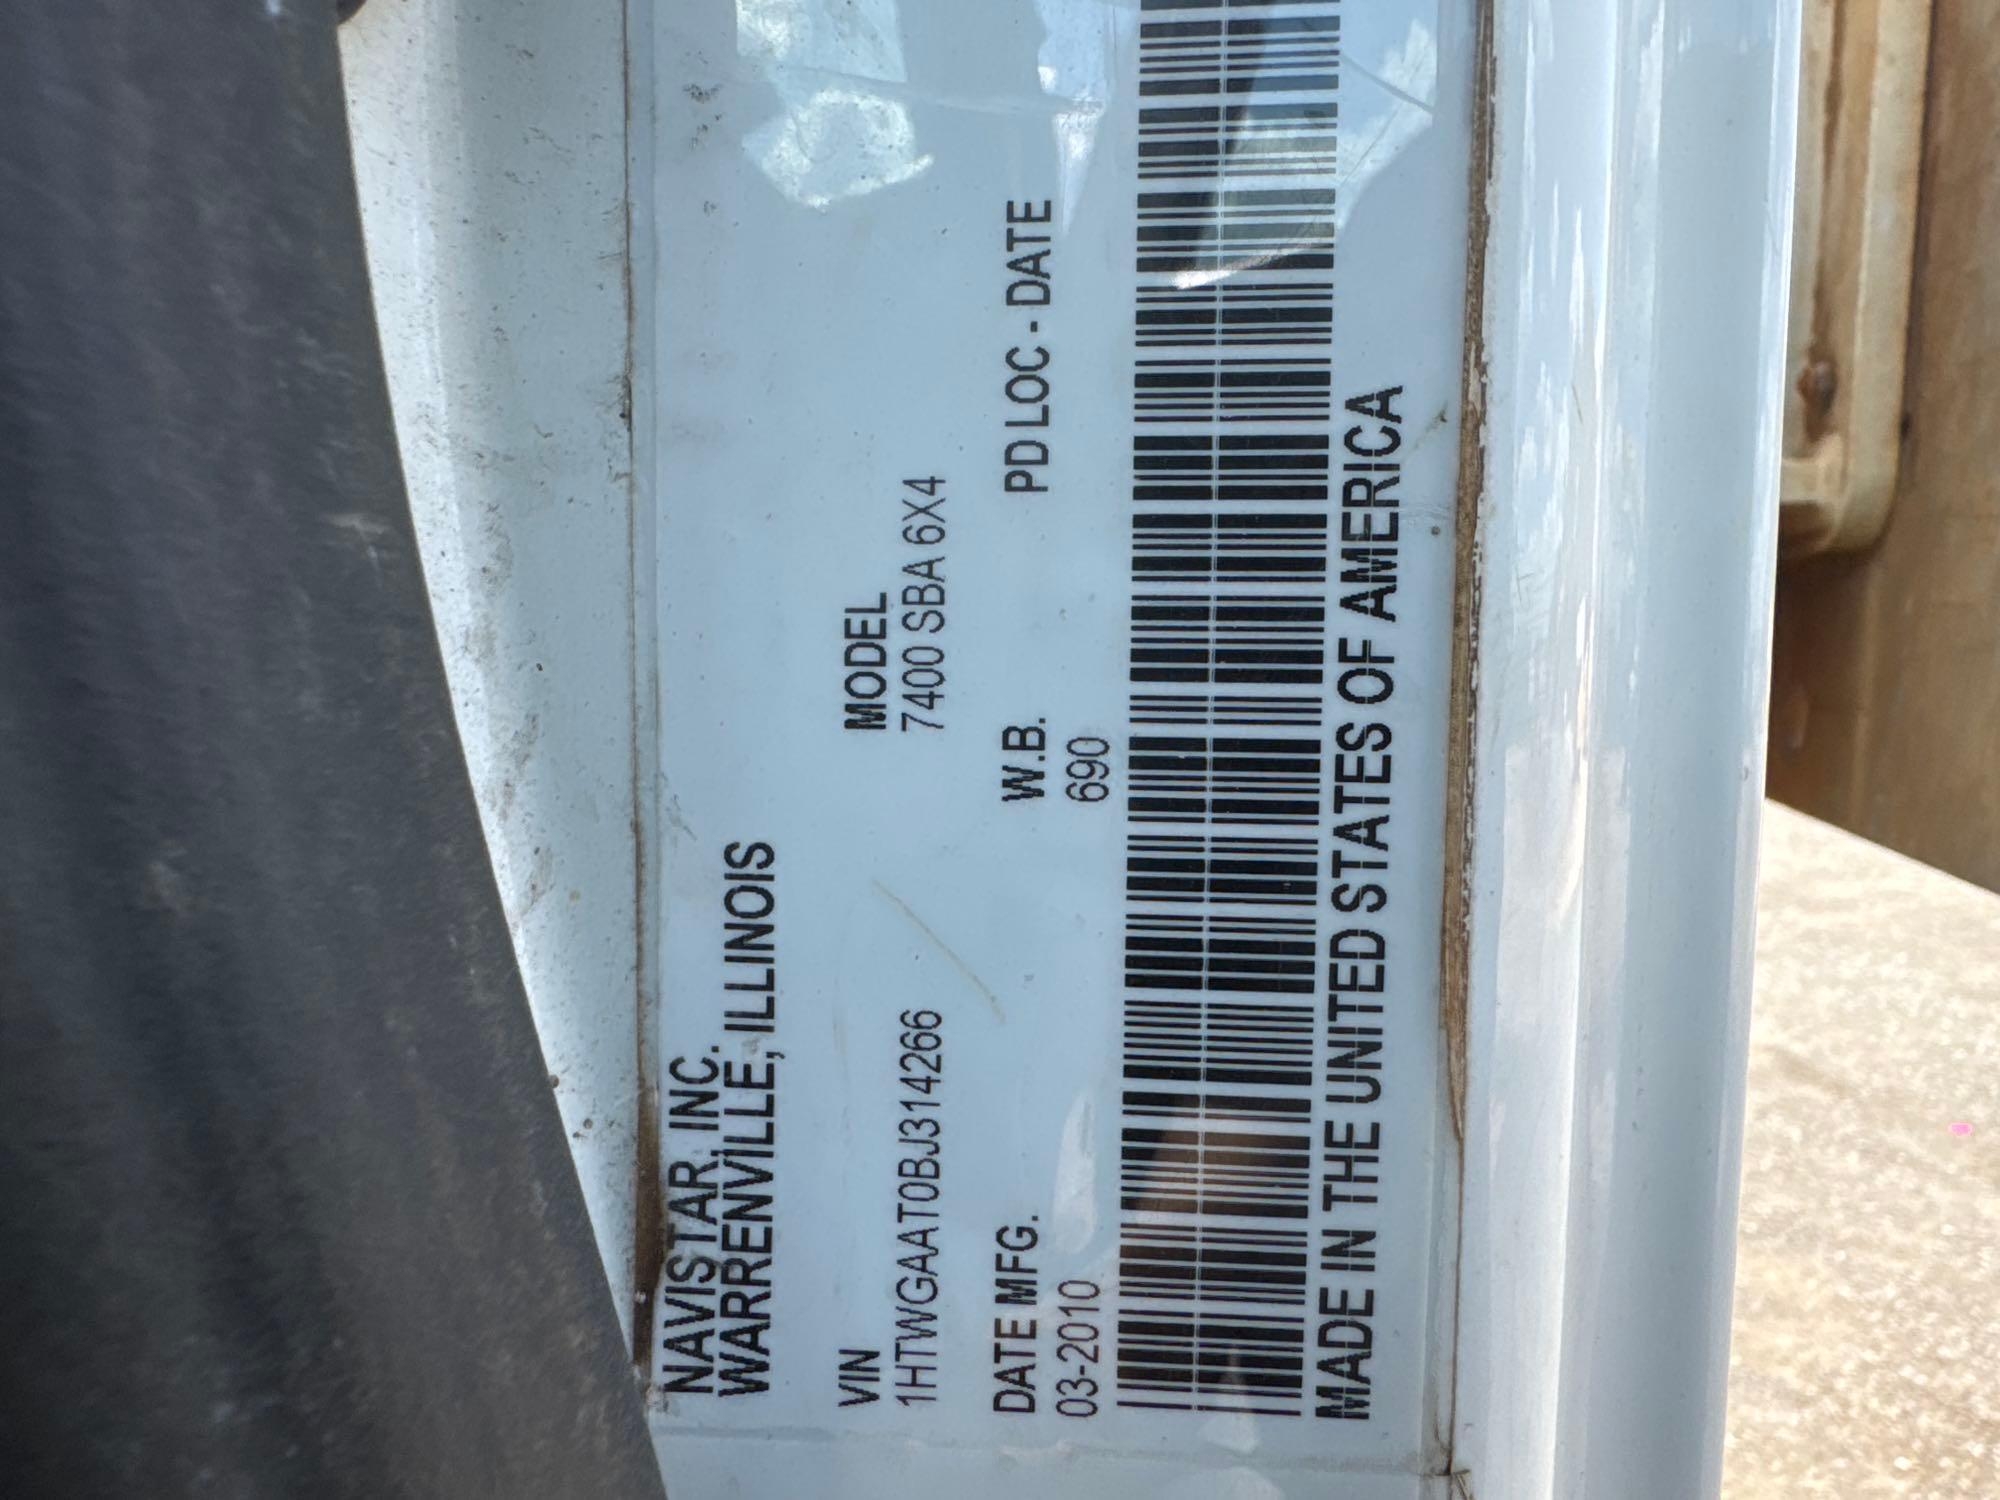 NAVISTAR, INC.
WARRENVILLE, ILLINOIS
VIN MODEL
1HTWGAAT0BJ314266 7400 SBA 6X4
DATE MFG. W.B. PD LOC - DATE
03-2010 690
MADE IN THE UNITED STATES OF AMERICA